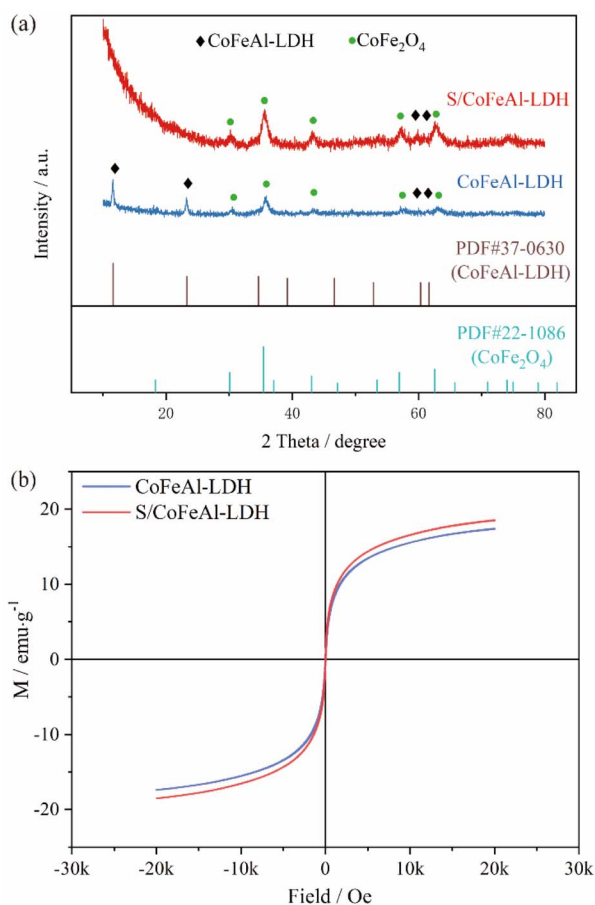 (a)
CoFeAl-LDH
CoFe₂O₄
S/CoFeAl-LDH
CoFeAl-LDH
PDF#37-0630
(CoFeAl-LDH)
PDF#22-1086
(CoFe₂O₄)
Intensity / a.u.
20 40 60 80
2 Theta / degree
(b)
CoFeAl-LDH
S/CoFeAl-LDH
M / emu·g⁻¹
20
10
0
-10
-20
-30k -20k -10k 0 10k 20k 30k
Field / Oe